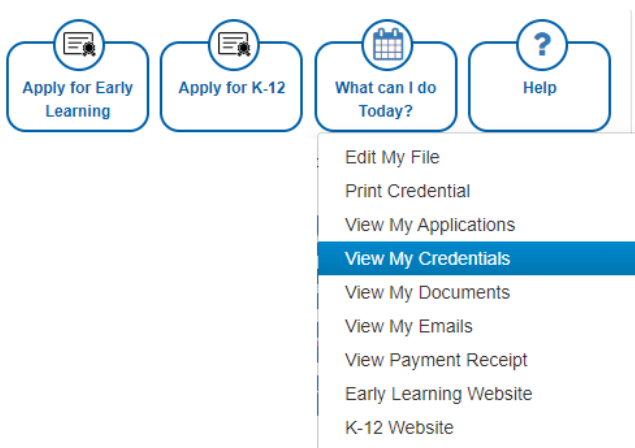 Apply for Early
Learning
Apply for K-12
What can I do
Today?
?
Help
Edit My File
Print Credential
View My Applications
View My Credentials
View My Documents
View My Emails
View Payment Receipt
Early Learning Website
K-12 Website